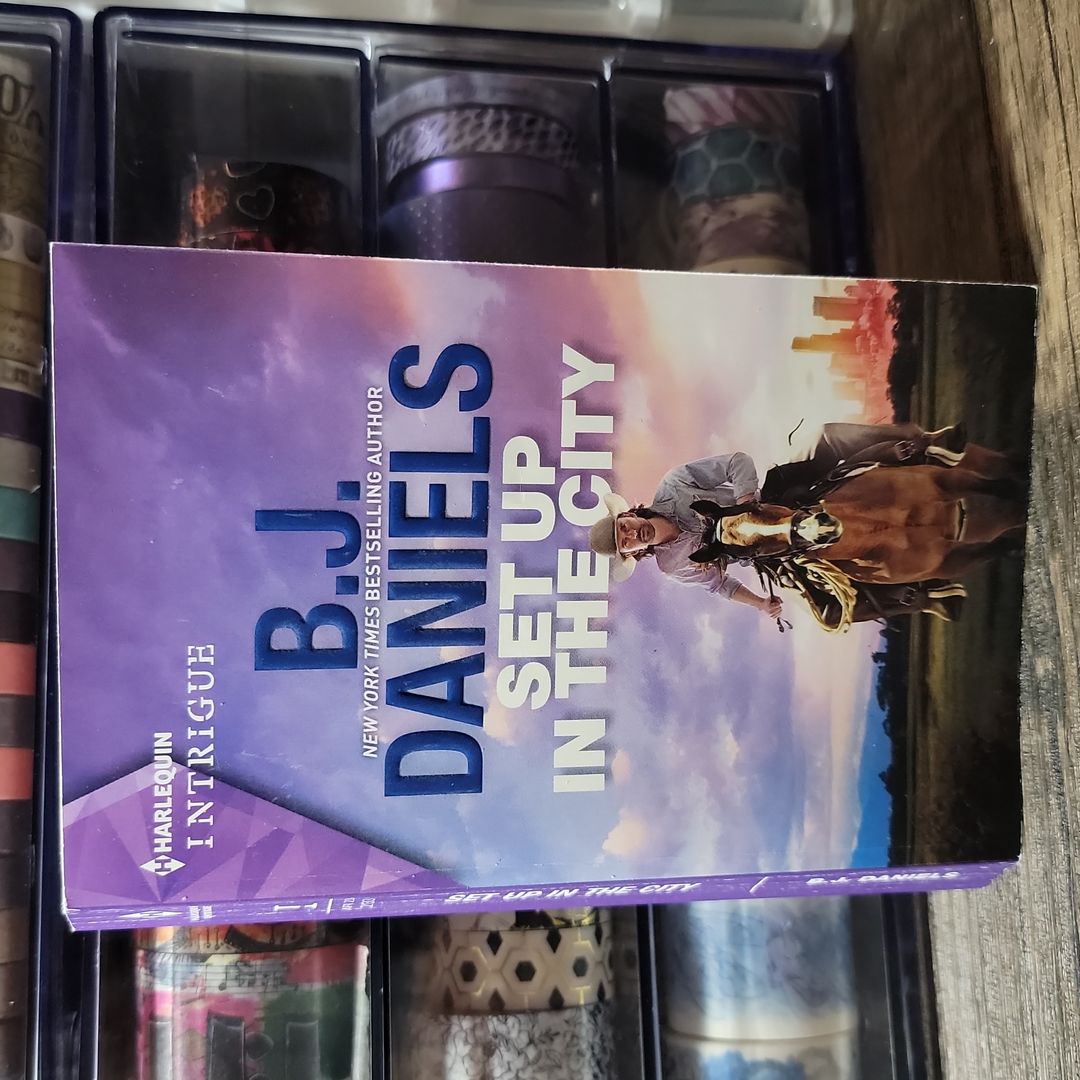 HARLEQUIN
INTRIGUE
B.J.
NEW YORK TIMES BESTSELLING AUTHOR
DANIELS
SET UP
IN THE CITY
SET UP IN THE CITY
B.J. DANIELS